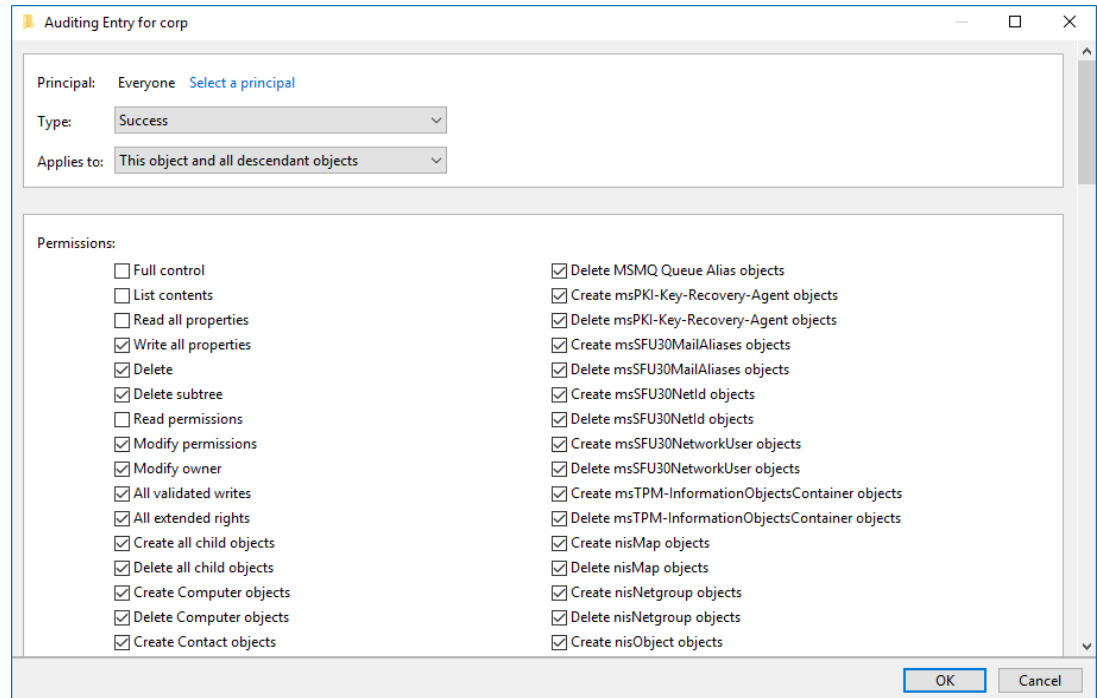 Auditing Entry for corp
Principal: Everyone Select a principal
Type: Success
Applies to: This object and all descendant objects
Permissions:
Full control
List contents
Read all properties
Write all properties
Delete
Delete subtree
Read permissions
Modify permissions
Modify owner
All validated writes
All extended rights
Create all child objects
Delete all child objects
Create Computer objects
Delete Computer objects
Create Contact objects
Delete MSMQ Queue Alias objects
Create msPKI-Key-Recovery-Agent objects
Delete msPKI-Key-Recovery-Agent objects
Create msSFU30MailAliases objects
Delete msSFU30MailAliases objects
Create msSFU30NetId objects
Delete msSFU30NetId objects
Create msSFU30NetworkUser objects
Delete msSFU30NetworkUser objects
Create msTPM-InformationObjectsContainer objects
Delete msTPM-InformationObjectsContainer objects
Create nisMap objects
Delete nisMap objects
Create nisNetgroup objects
Delete nisNetgroup objects
Create nisObject objects
OK Cancel